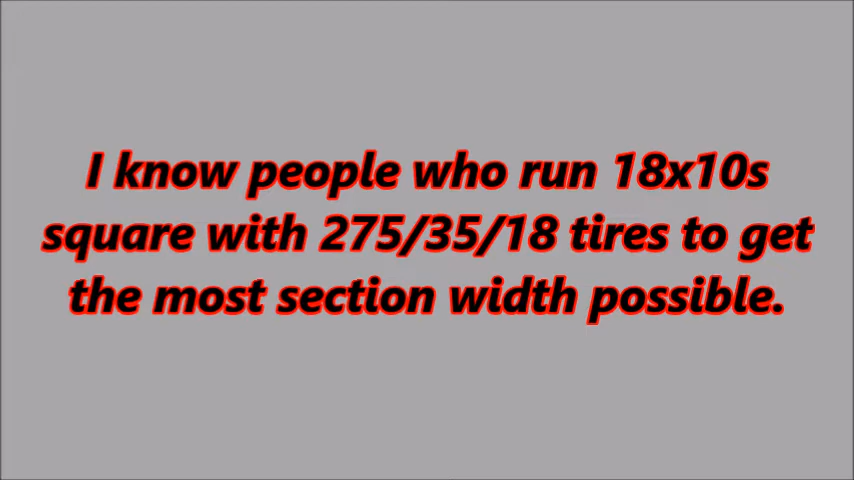 I know people who run 18x10s
square with 275/35/18 tires to get
the most section width possible.